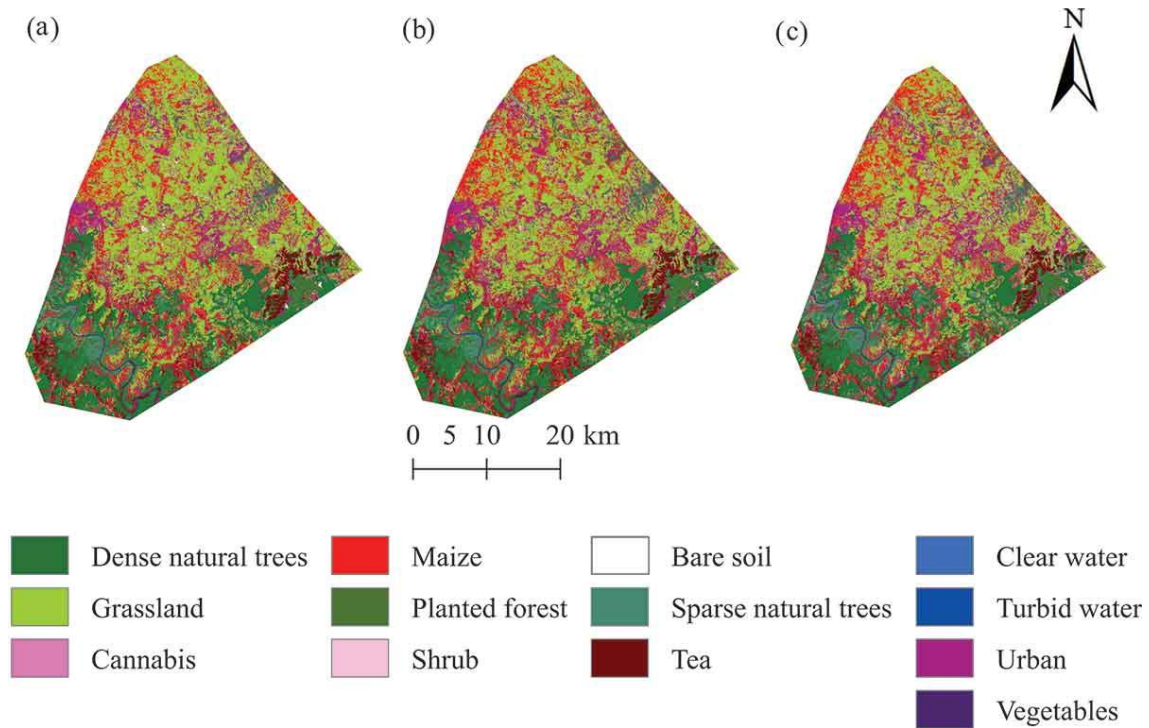 (a)
(b)
(c)
N
0 5 10 20 km
Dense natural trees
Maize
Bare soil
Clear water
Grassland
Planted forest
Sparse natural trees
Turbid water
Cannabis
Shrub
Tea
Urban
Vegetables